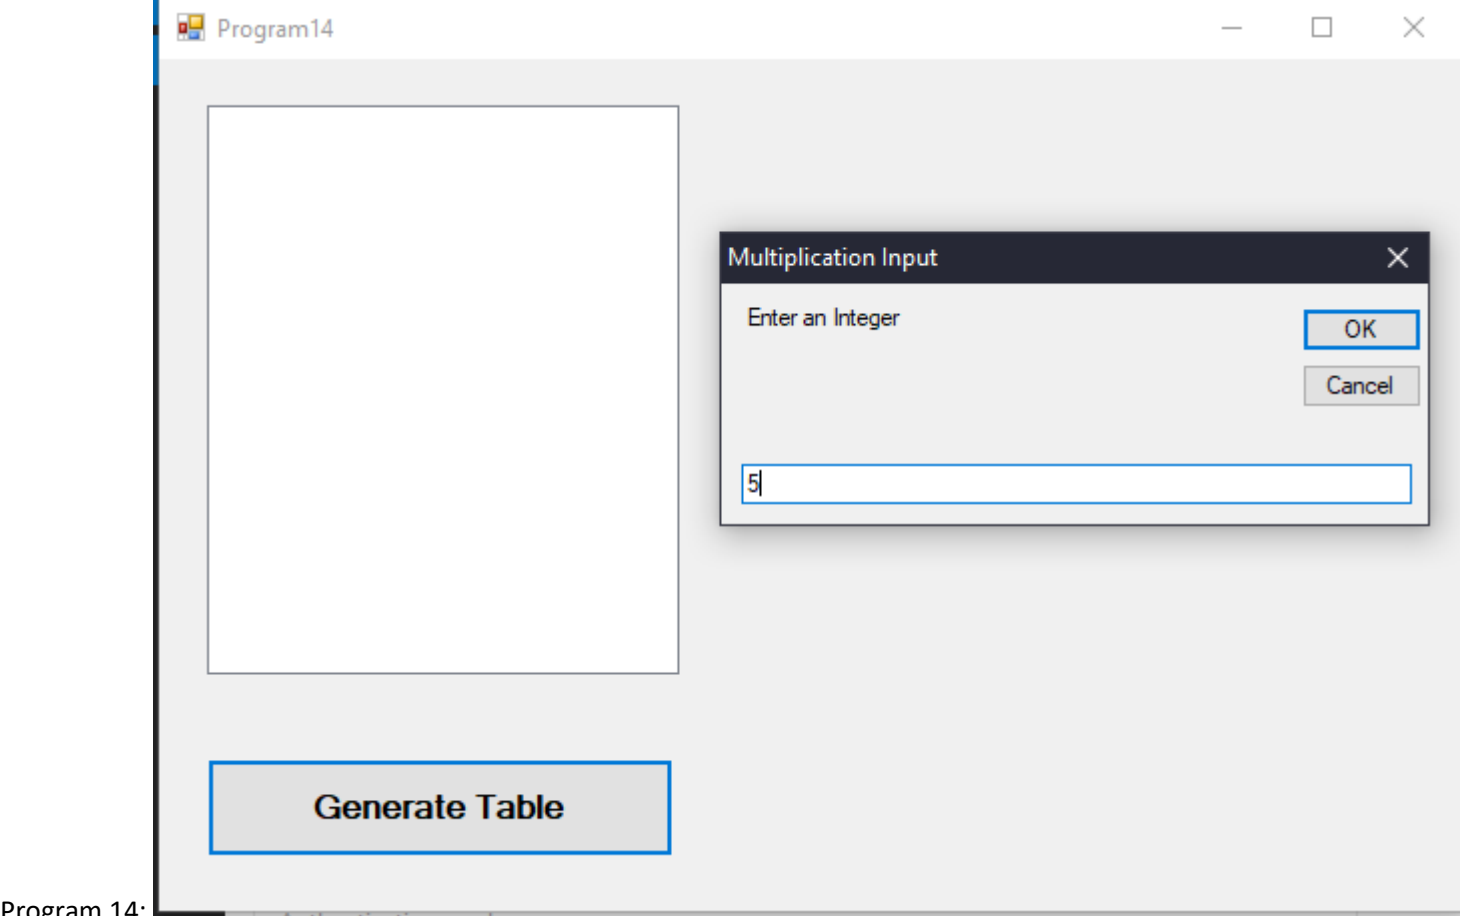 Program14
Multiplication Input
Enter an Integer
OK
Cancel
5
Generate Table
Program 14: